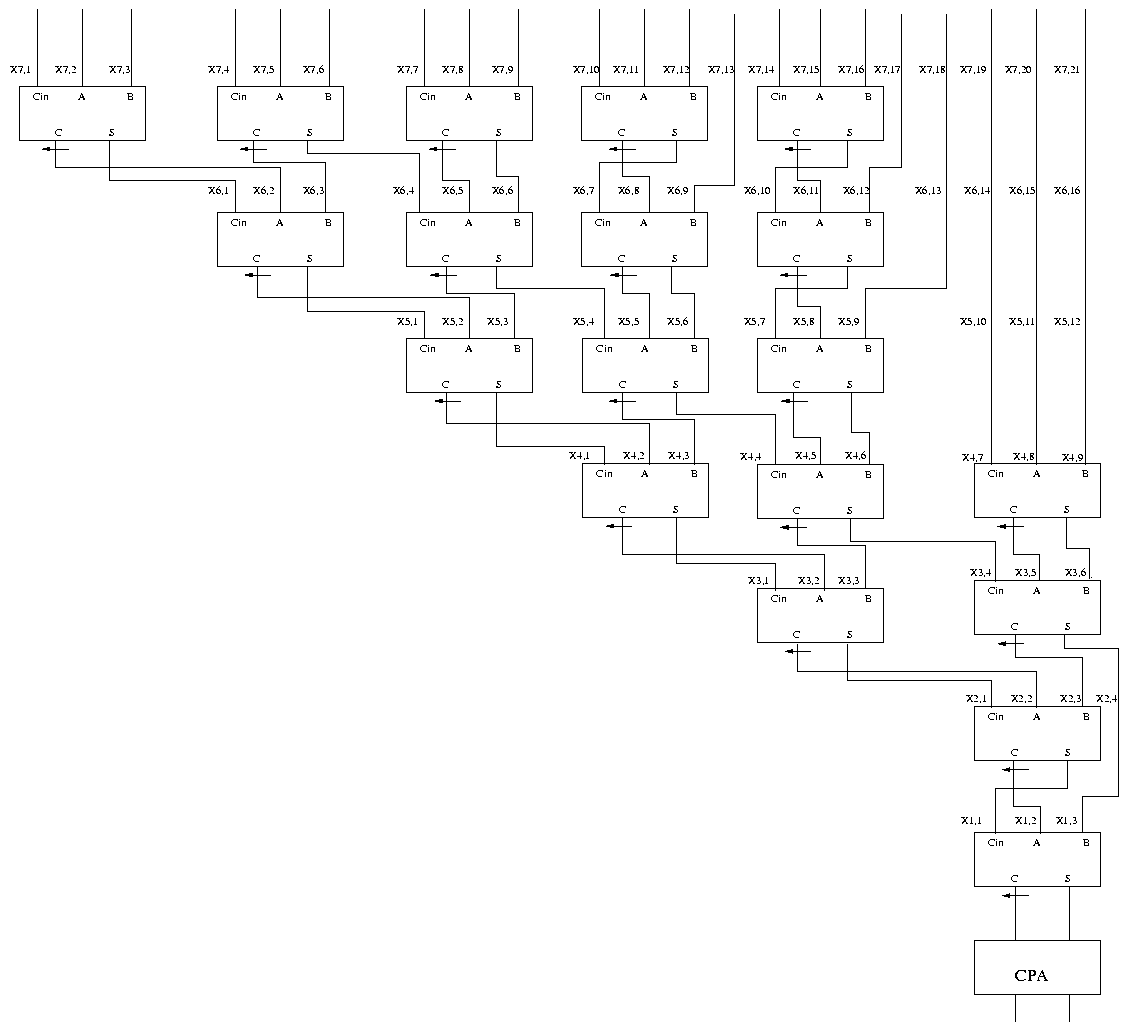 X7,1 X7,2 X7,3 X7,4 X7,5 X7,6 X7,7 X7,8 X7,9 X7,10 X7,11 X7,12 X7,13 X7,14 X7,15 X7,16 X7,17 X7,18 X7,19 X7,20 X7,21
Cin A B Cin A B Cin A B Cin A B Cin A B
C S C S C S C S C S
X6,1 X6,2 X6,3 X6,4 X6,5 X6,6 X6,7 X6,8 X6,9 X6,10 X6,11 X6,12 X6,13 X6,14 X6,15 X6,16
Cin A B Cin A B Cin A B Cin A B
C S C S C S C S
X5,1 X5,2 X5,3 X5,4 X5,5 X5,6 X5,7 X5,8 X5,9 X5,10 X5,11 X5,12
Cin A B Cin A B Cin A B
C S C S C S
X4,1 X4,2 X4,3 X4,4 X4,5 X4,6 X4,7 X4,8 X4,9
Cin A B Cin A B Cin A B
C S C S C S
X3,1 X3,2 X3,3 X3,4 X3,5 X3,6
Cin A B Cin A B
C S C S
X2,1 X2,2 X2,3 X2,4
Cin A B
C S
X1,1 X1,2 X1,3
Cin A B
C S
CPA